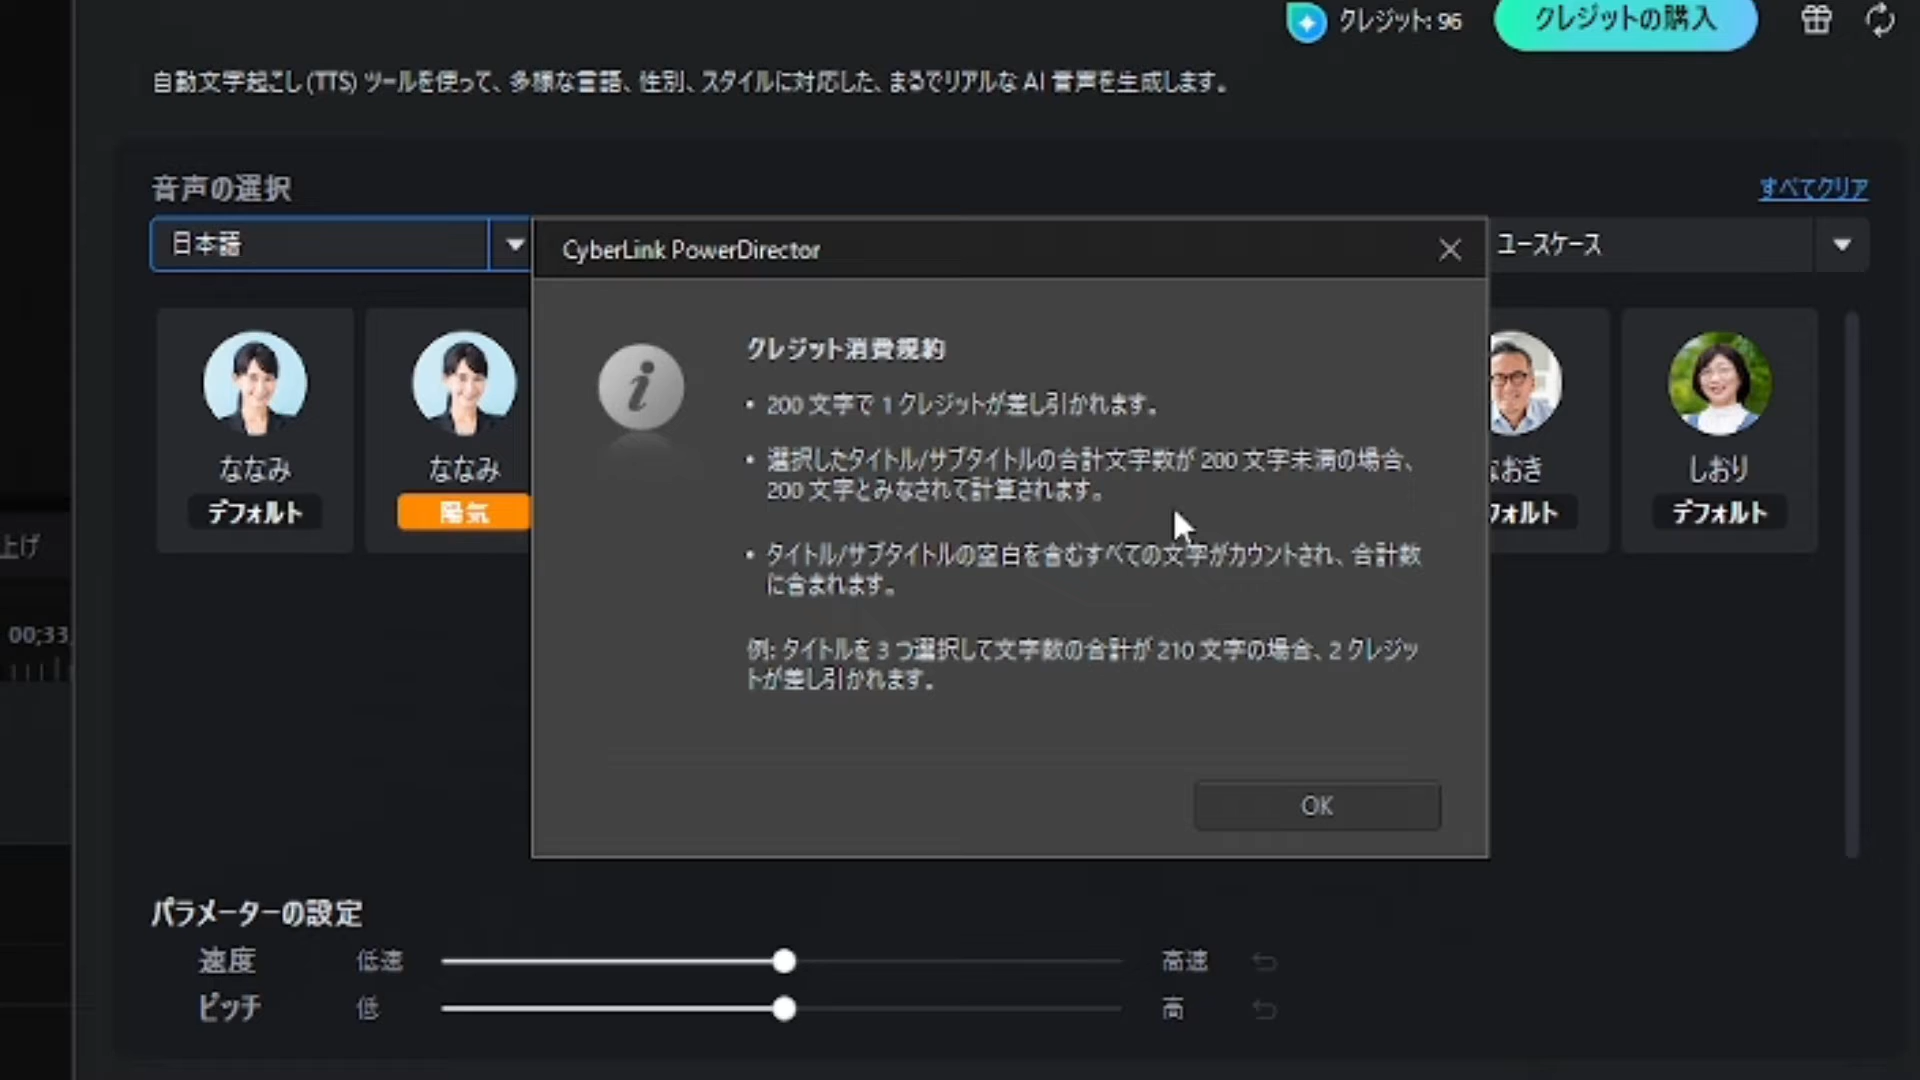 クレジット: 96
クレジットの購入
自動文字起こし (TTS) ツールを使って、多様な言語、性別、スタイルに対応した、まるでリアルな AI 音声を生成します。
音声の選択
すべてクリア
日本語
CyberLink PowerDirector
ユースケース
クレジット消費規約
• 200 文字で 1 クレジットが差し引かれます。
• 選択したタイトル/サブタイトルの合計文字数が 200 文字未満の場合、
200 文字とみなされて計算されます。
• タイトル/サブタイトルの空白を含むすべての文字がカウントされ、合計数
に含まれます。
例: タイトルを 3 つ選択して文字数の合計が 210 文字の場合、2 クレジッ
トが差し引かれます。
OK
ななみ
デフォルト
ななみ
陽気
おき
フォルト
しおり
デフォルト
上げ
00;33
パラメーターの設定
速度
低速
高速
ピッチ
低
高